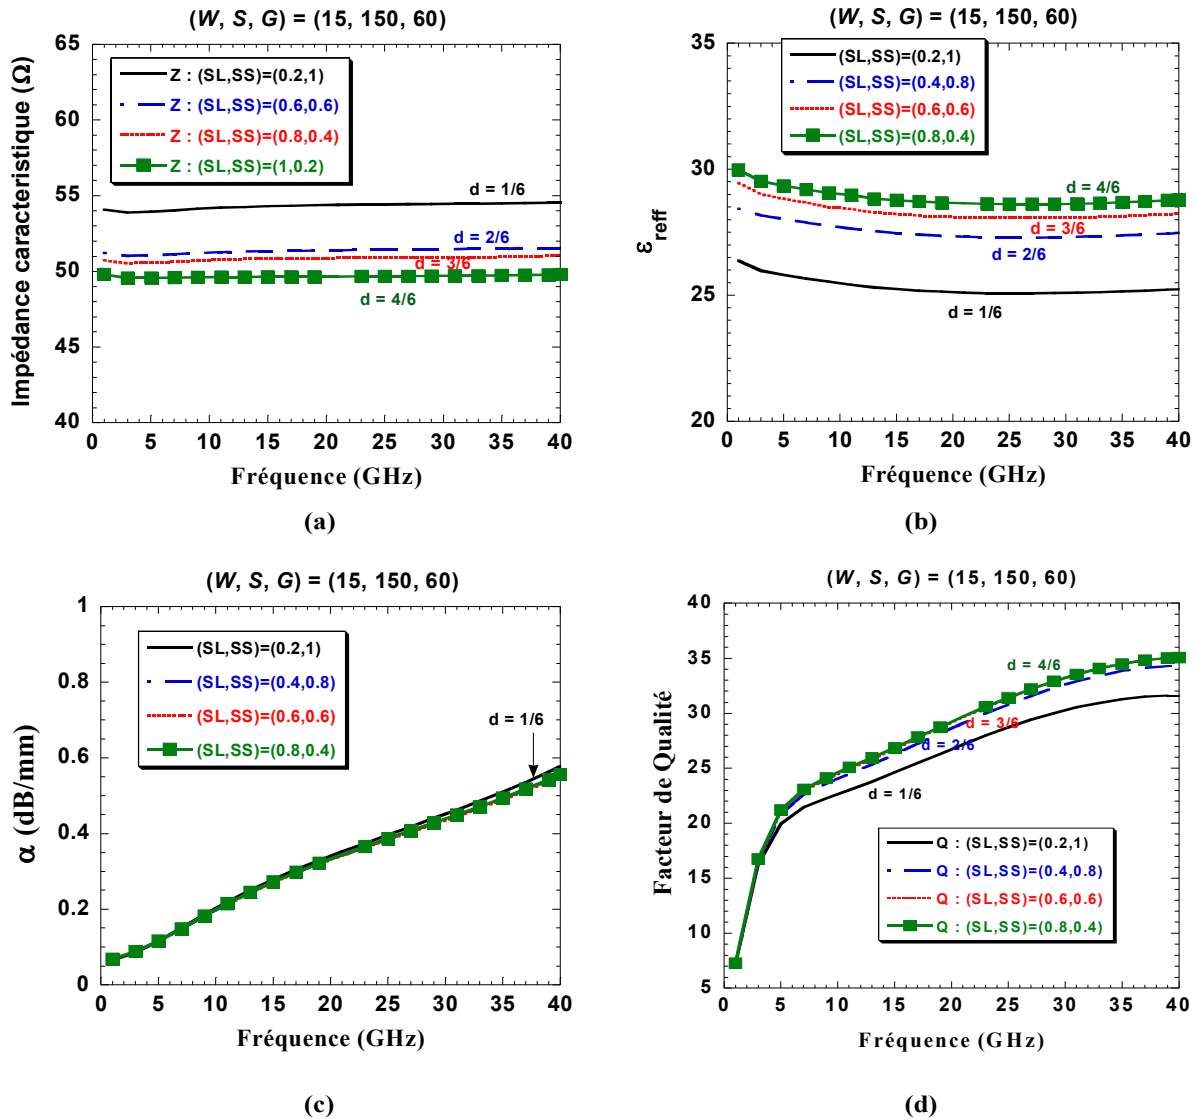 (W, S, G) = (15, 150, 60)
65
60
55
50
45
40
Impédance caracteristique (Ω)
Z : (SL,SS)=(0.2,1)
Z : (SL,SS)=(0.6,0.6)
Z : (SL,SS)=(0.8,0.4)
Z : (SL,SS)=(1,0.2)
d = 1/6
d = 2/6
d = 3/6
d = 4/6
0 5 10 15 20 25 30 35 40
Fréquence (GHz)
(a)
(W, S, G) = (15, 150, 60)
35
30
25
20
εreff
(SL,SS)=(0.2,1)
(SL,SS)=(0.4,0.8)
(SL,SS)=(0.6,0.6)
(SL,SS)=(0.8,0.4)
d = 4/6
d = 3/6
d = 2/6
d = 1/6
0 5 10 15 20 25 30 35 40
Fréquence (GHz)
(b)
(W, S, G) = (15, 150, 60)
1
0.8
0.6
0.4
0.2
0
α (dB/mm)
(SL,SS)=(0.2,1)
(SL,SS)=(0.4,0.8)
(SL,SS)=(0.6,0.6)
(SL,SS)=(0.8,0.4)
d = 1/6
0 5 10 15 20 25 30 35 40
Fréquence (GHz)
(c)
(W, S, G) = (15, 150, 60)
40
35
30
25
20
15
10
5
Facteur de Qualité
d = 4/6
d = 3/6
d = 2/6
d = 1/6
Q : (SL,SS)=(0.2,1)
Q : (SL,SS)=(0.4,0.8)
Q : (SL,SS)=(0.6,0.6)
Q : (SL,SS)=(0.8,0.4)
0 5 10 15 20 25 30 35 40
Fréquence (GHz)
(d)